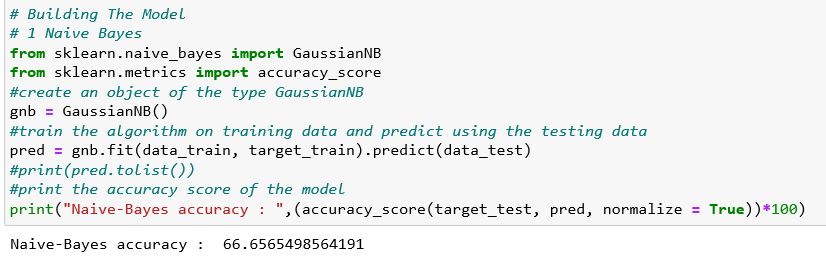 # Building The Model
# 1 Naive Bayes
from sklearn.naive_bayes import GaussianNB
from sklearn.metrics import accuracy_score
#create an object of the type GaussianNB
gnb = GaussianNB()
#train the algorithm on training data and predict using the testing data
pred = gnb.fit(data_train, target_train).predict(data_test)
#print(pred.tolist())
#print the accuracy score of the model
print("Naive-Bayes accuracy : ",(accuracy_score(target_test, pred, normalize = True))*100)
Naive-Bayes accuracy :  66.6565498564191